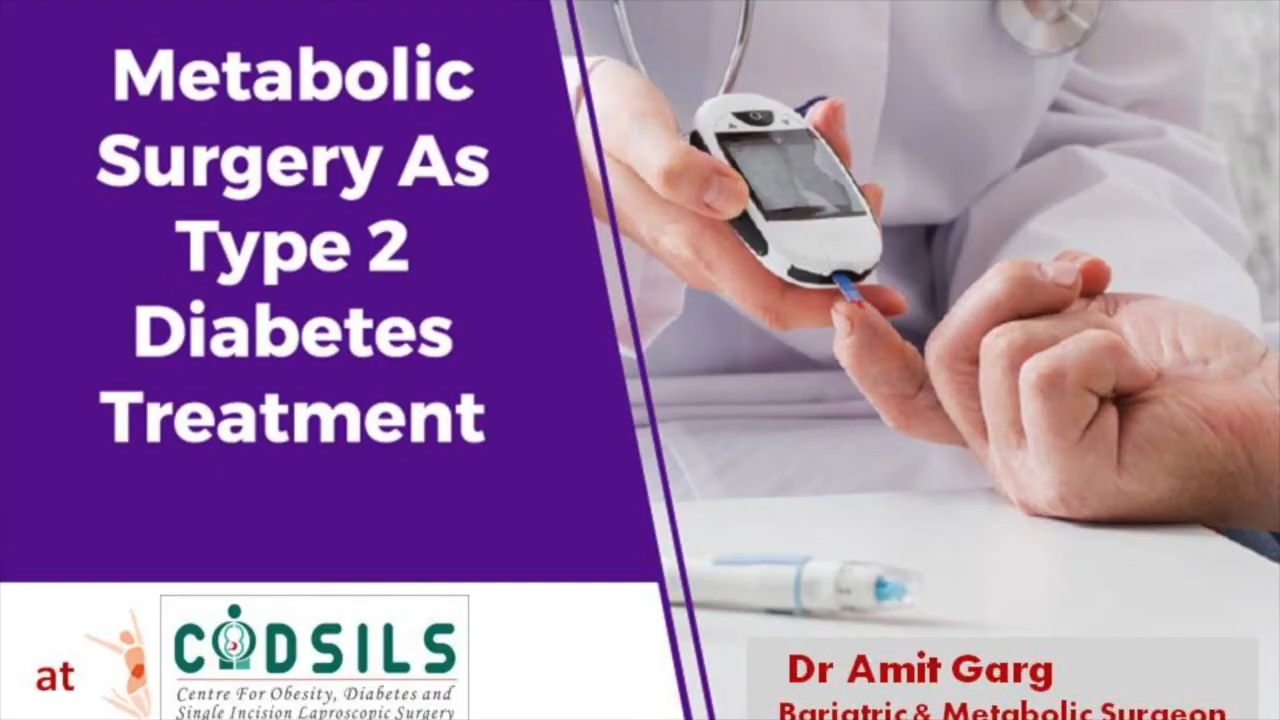 Metabolic
Surgery As
Type 2
Diabetes
Treatment
at
CODSILS
Centre For Obesity, Diabetes and
Single Incision Laproscopic Surgery
Dr Amit Garg
Bariatric & Metabolic Surgeon